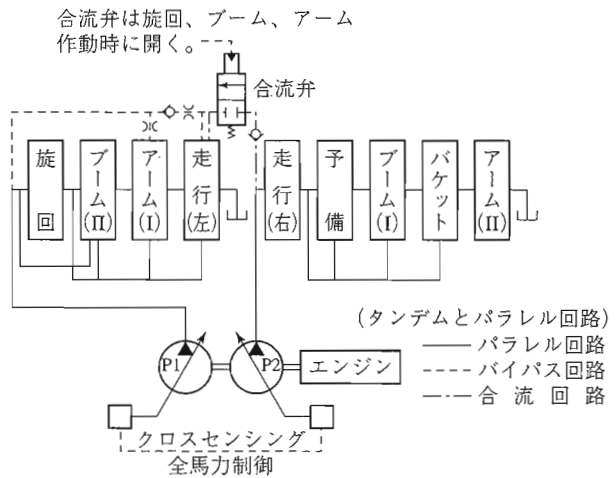 合流弁は旋回、ブーム、アーム
作動時に開く。
合流弁
旋回
ブーム(II)
アーム(I)
走行(左)
走行(右)
予備
ブーム(I)
バケット
アーム(II)
(タンデムとパラレル回路)
パラレル回路
バイパス回路
合流回路
P1
P2
エンジン
クロスセンシング
全馬力制御